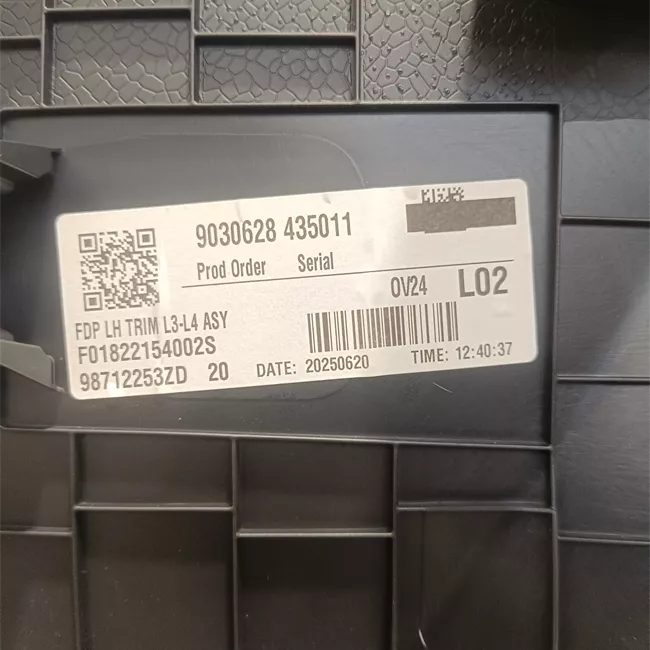 9030628 435011
Prod Order Serial
OV24 L02
FDP LH TRIM L3-L4 ASY
F01822154002S
98712253ZD 20 DATE: 20250620 TIME: 12:40:37